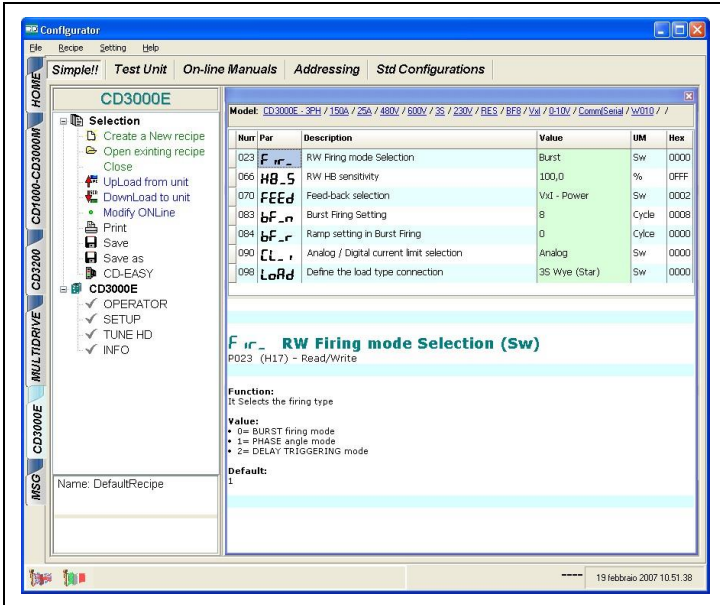 Configurator
File Recipe Setting Help
Simple!! Test Unit On-line Manuals Addressing Std Configurations
HOME
CD1000-CD3000M
CD3200
MULTIDRIVE
CD3000E
MSG
CD3000E
Selection
Create a New recipe
Open exinting recipe
Close
UpLoad from unit
DownLoad to unit
Modify ONLine
Print
Save
Save as
CD-EASY
CD3000E
OPERATOR
SETUP
TUNE HD
INFO
Name: DefaultRecipe
Model: CD3000E - 3PH / 150A / 25A / 480V / 600V / 3S / 230V / RES / BF8 / VxI / 0-10V / Comm(Serial / W010 / /
Num Par Description Value UM Hex
023 Fir_ RW Firing mode Selection Burst Sw 0000
066 HB_S RW HB sensitivity 100,0 % 0FFF
070 FEEd Feed-back selection VxI - Power Sw 0002
083 bF_n Burst Firing Setting 8 Cycle 0008
084 bF_r Ramp setting in Burst Firing 0 Cylce 0000
090 CL_i Analog / Digital current limit selection Analog Sw 0000
098 LoAd Define the load type connection 3S Wye (Star) Sw 0000
Fir_ RW Firing mode Selection (Sw)
P023 (H17) - Read/Write
Function:
It Selects the firing type
Value:
• 0= BURST firing mode
• 1= PHASE angle mode
• 2= DELAY TRIGGERING mode
Default:
1
---- 19 febbraio 2007 10.51.38